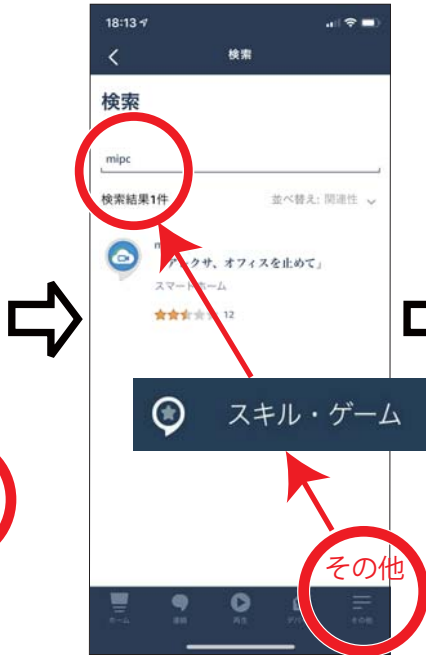 18:13
検索
検索
mipc
検索結果1件
並べ替え: 関連性
「アレクサ、オフィスを止めて」
スマートホーム
12
スキル・ゲーム
その他
ホーム
連絡
再生
その他